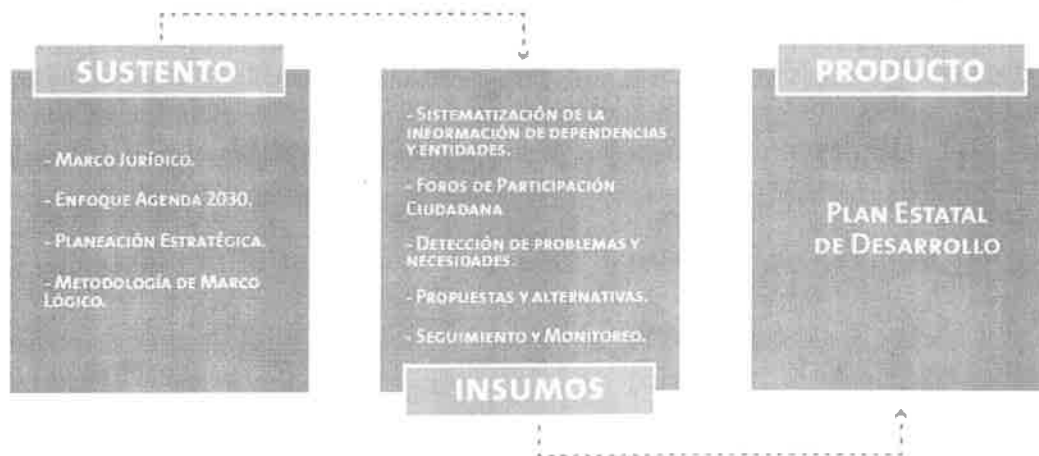 SUSTENTO
- MARCO JURÍDICO.
- ENFOQUE AGENDA 2030.
- PLANEACIÓN ESTRATÉGICA.
- METODOLOGÍA DE MARCO
LÓGICO.
- SISTEMATIZACIÓN DE LA
INFORMACIÓN DE DEPENDENCIAS
Y ENTIDADES.
- FOROS DE PARTICIPACIÓN
CIUDADANA
- DETECCIÓN DE PROBLEMAS Y
NECESIDADES.
- PROPUESTAS Y ALTERNATIVAS.
- SEGUIMIENTO Y MONITOREO.
INSUMOS
PRODUCTO
PLAN ESTATAL
DE DESARROLLO